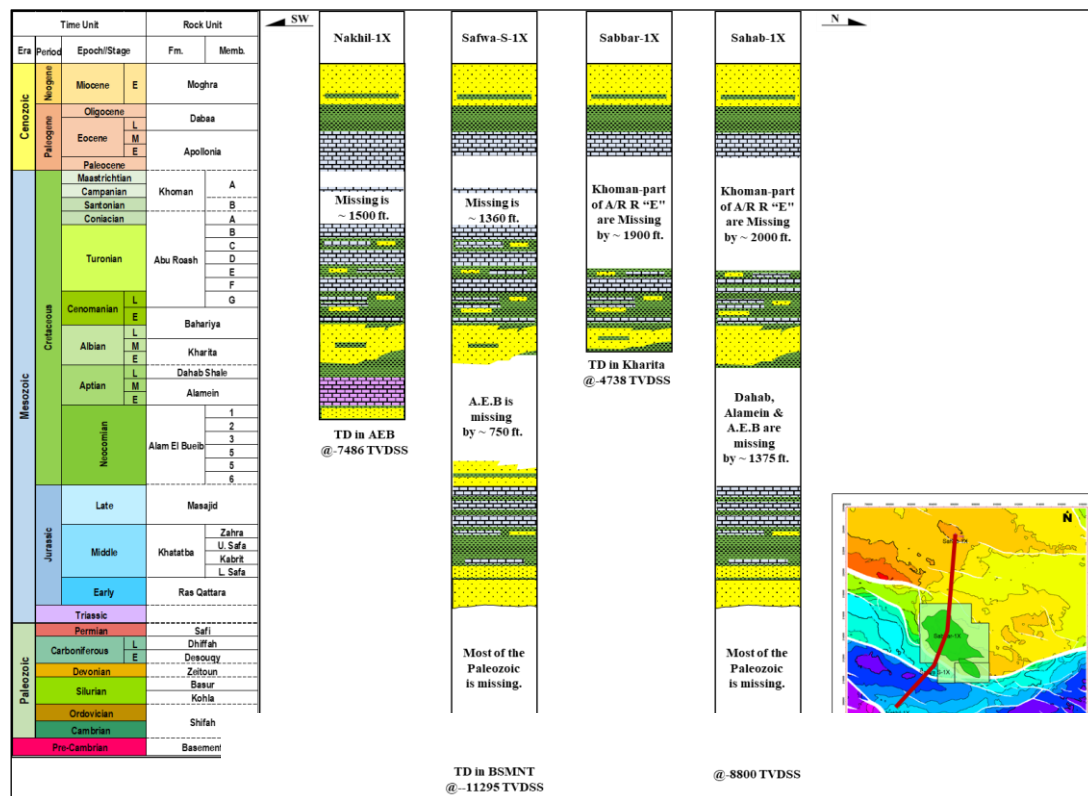 Time Unit
Rock Unit
Era Period Epoch//Stage Fm. Memb.
Cenozoic
Neogene
Miocene E Moghra
Paleogene
Oligocene
Dabaa
Eocene
L
M
E
Apollonia
Paleocene
Mesozoic
Cretaceous
Maastrichtian
Campanian
Santonian
Coniacian
Khoman
A
B
Turonian
Abu Roash
A
B
C
D
E
F
G
Cenomanian
L
E
Bahariya
Albian
L
M
E
Kharita
Aptian
L
M
E
Dahab Shale
Alamein
Neocomian
Alam El Bueib
1
2
3
5
5
6
Jurassic
Late
Masajid
Middle
Khatatba
Zahra
U. Safa
Kabrit
L. Safa
Early
Ras Qattara
Triassic
Paleozoic
Permian
Safi
Carboniferous
L
E
Dhiffah
Desouqy
Devonian
Zeitoun
Silurian
Basur
Kohla
Ordovician
Cambrian
Shifah
Pre-Cambrian
Basement
SW
N
Nakhil-1X
Missing is
~ 1500 ft.
TD in AEB
@-7486 TVDSS
Safwa-S-1X
Missing is
~ 1360 ft.
A.E.B is
missing
by ~ 750 ft.
Most of the
Paleozoic
is missing.
TD in BSMNT
@--11295 TVDSS
Sabbar-1X
Khoman-part
of A/R R “E"
are Missing
by ~ 1900 ft.
TD in Kharita
@-4738 TVDSS
Sahab-1X
Khoman-part
of A/R R “E"
are Missing
by ~ 2000 ft.
Dahab,
Alamein &
A.E.B are
missing
by ~ 1375 ft.
Most of the
Paleozoic
is missing.
@-8800 TVDSS
N